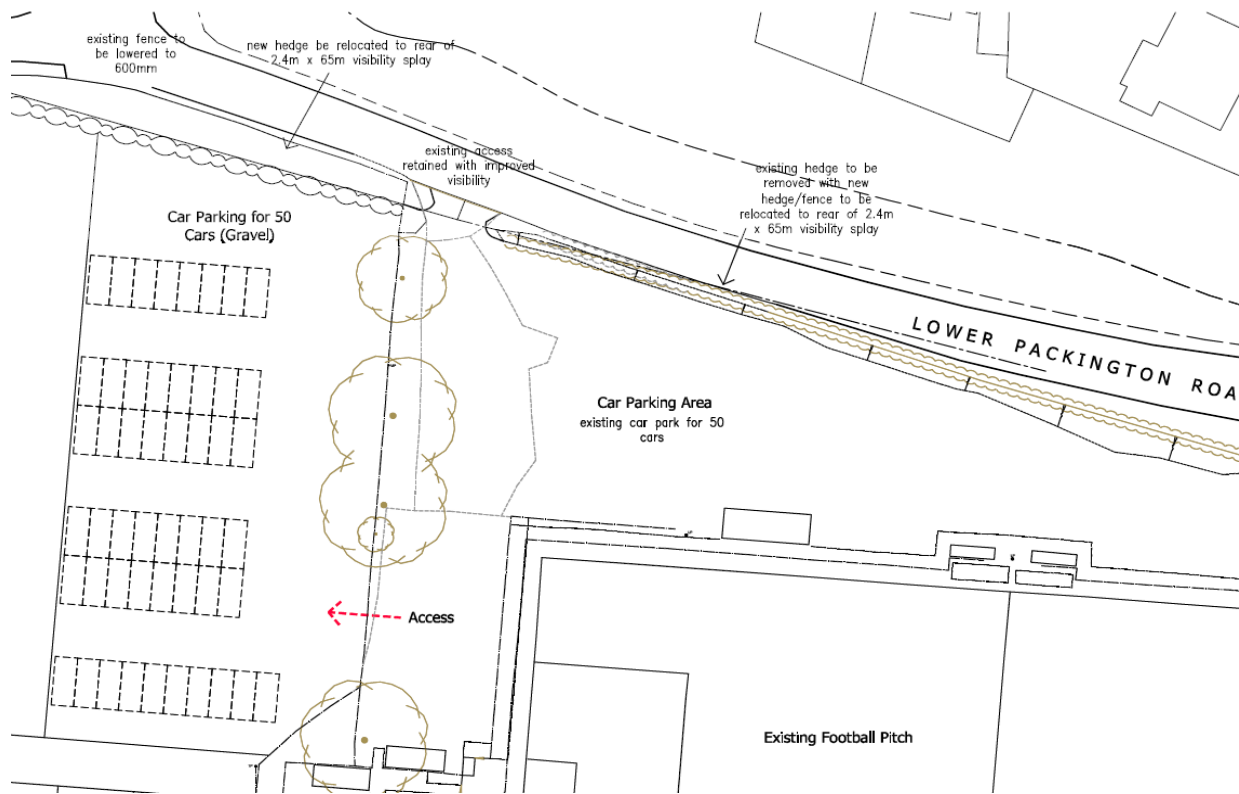 existing fence to
be lowered to
600mm
new hedge be relocated to rear of
2.4m x 65m visibility splay
existing access
retained with improved
visibility
existing hedge to be
removed with new
hedge/fence to be
relocated to rear of 2.4m
x 65m visibility splay
Car Parking for 50
Cars (Gravel)
LOWER PACKINGTON ROA
Car Parking Area
existing car park for 50
cars
Access
Existing Football Pitch